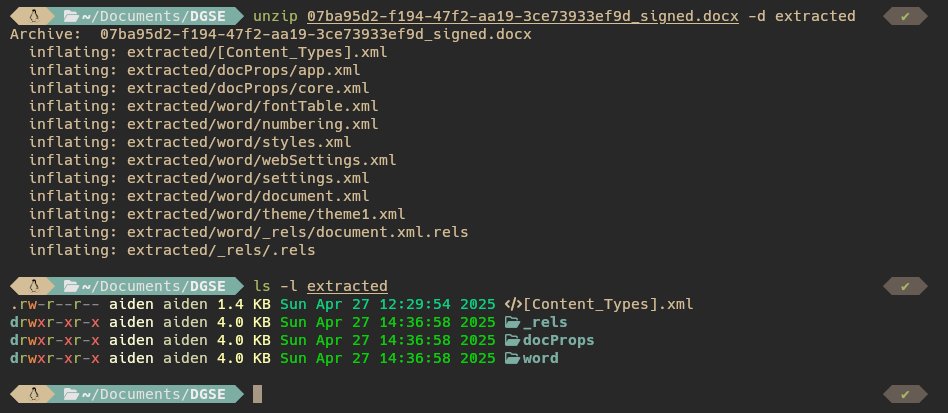 ~/Documents/DGSE unzip 07ba95d2-f194-47f2-aa19-3ce73933ef9d_signed.docx -d extracted ✔
Archive:  07ba95d2-f194-47f2-aa19-3ce73933ef9d_signed.docx
  inflating: extracted/[Content_Types].xml
  inflating: extracted/docProps/app.xml
  inflating: extracted/docProps/core.xml
  inflating: extracted/word/fontTable.xml
  inflating: extracted/word/numbering.xml
  inflating: extracted/word/styles.xml
  inflating: extracted/word/webSettings.xml
  inflating: extracted/word/settings.xml
  inflating: extracted/word/document.xml
  inflating: extracted/word/theme/theme1.xml
  inflating: extracted/word/_rels/document.xml.rels
  inflating: extracted/_rels/.rels
~/Documents/DGSE ls -l extracted ✔
.rw-r--r-- aiden aiden 1.4 KB Sun Apr 27 12:29:54 2025 </>[Content_Types].xml
drwxr-xr-x aiden aiden 4.0 KB Sun Apr 27 14:36:58 2025 _rels
drwxr-xr-x aiden aiden 4.0 KB Sun Apr 27 14:36:58 2025 docProps
drwxr-xr-x aiden aiden 4.0 KB Sun Apr 27 14:36:58 2025 word
~/Documents/DGSE ✔